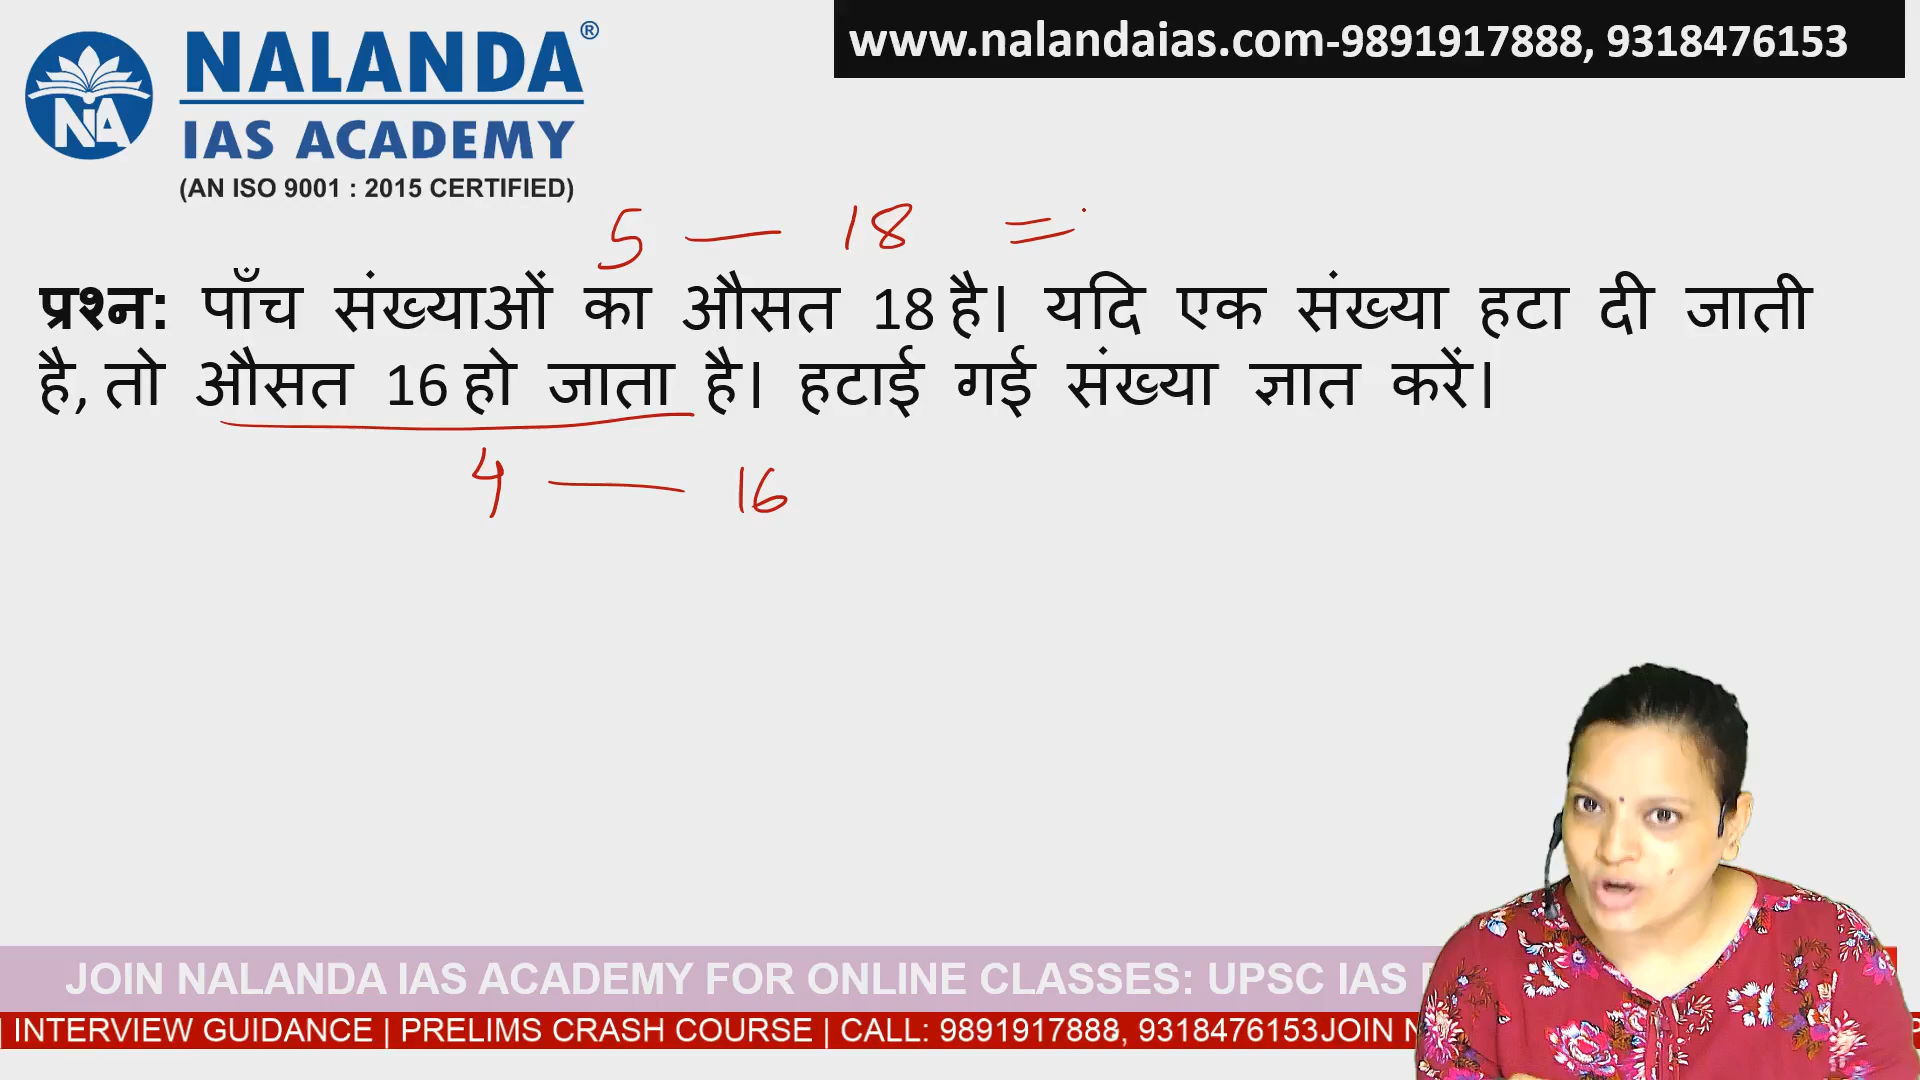 NALANDA®
IAS ACADEMY
(AN ISO 9001 : 2015 CERTIFIED)
NA
www.nalandaias.com-9891917888, 9318476153
5 — 18 =
प्रश्न: पाँच संख्याओं का औसत 18 है। यदि एक संख्या हटा दी जाती
है, तो औसत 16 हो जाता है। हटाई गई संख्या ज्ञात करें।
4 — 16
JOIN NALANDA IAS ACADEMY FOR ONLINE CLASSES: UPSC IAS
| INTERVIEW GUIDANCE | PRELIMS CRASH COURSE | CALL: 9891917888, 9318476153JOIN N